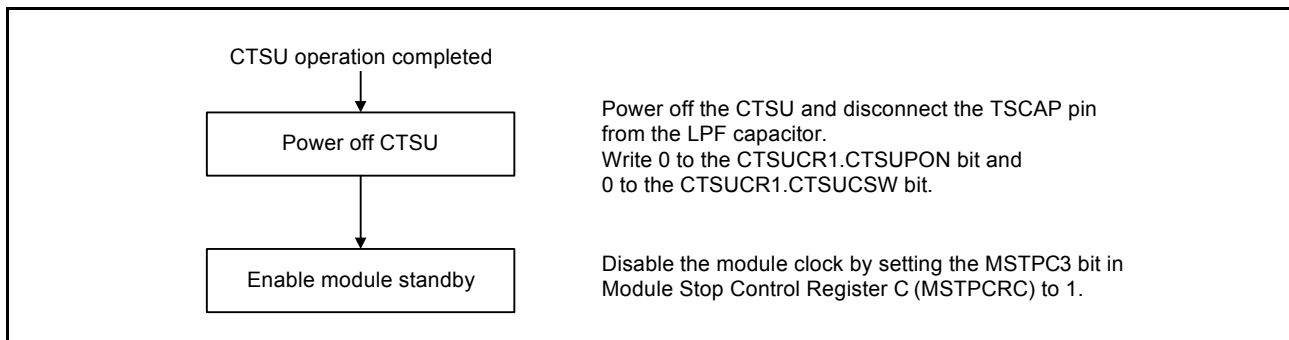 CTSU operation completed
Power off CTSU
Power off the CTSU and disconnect the TSCAP pin
from the LPF capacitor.
Write 0 to the CTSUCR1.CTSUPON bit and
0 to the CTSUCR1.CTSUCSW bit.
Enable module standby
Disable the module clock by setting the MSTPC3 bit in
Module Stop Control Register C (MSTPCRC) to 1.